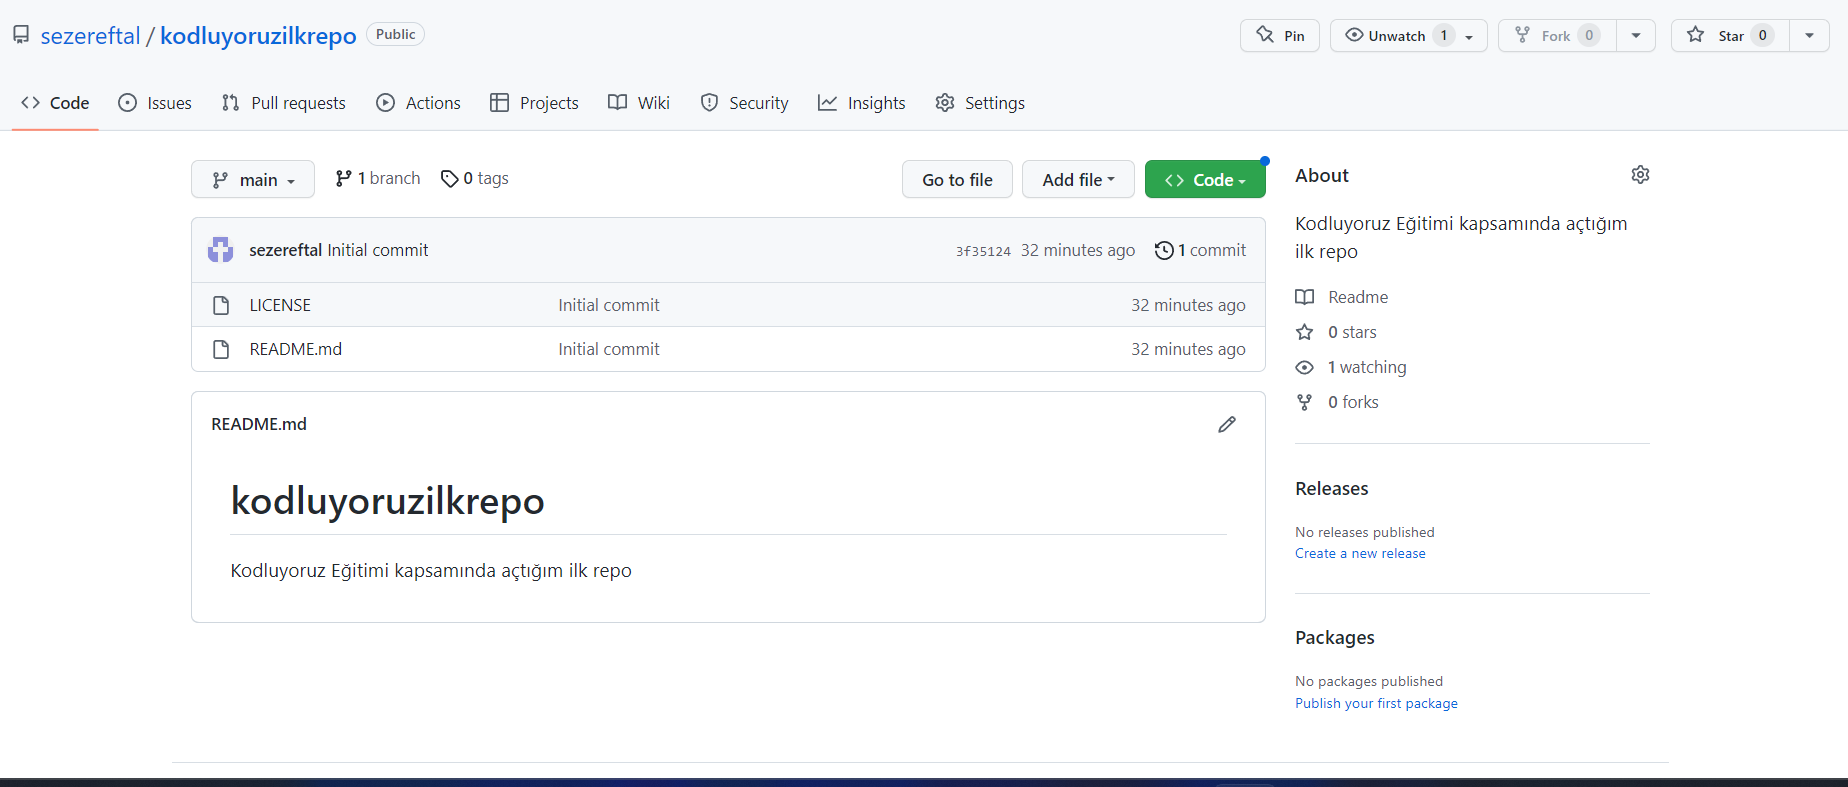 sezereftal / kodluyoruzilkrepo Public Pin Unwatch 1 Fork 0 Star 0
Code Issues Pull requests Actions Projects Wiki Security Insights Settings
main 1 branch 0 tags Go to file Add file Code
sezereftal Initial commit 3f35124 32 minutes ago 1 commit
LICENSE Initial commit 32 minutes ago
README.md Initial commit 32 minutes ago
README.md
kodluyoruzilkrepo
Kodluyoruz Eğitimi kapsamında açtığım ilk repo
About
Kodluyoruz Eğitimi kapsamında açtığım
ilk repo
Readme
0 stars
1 watching
0 forks
Releases
No releases published
Create a new release
Packages
No packages published
Publish your first package